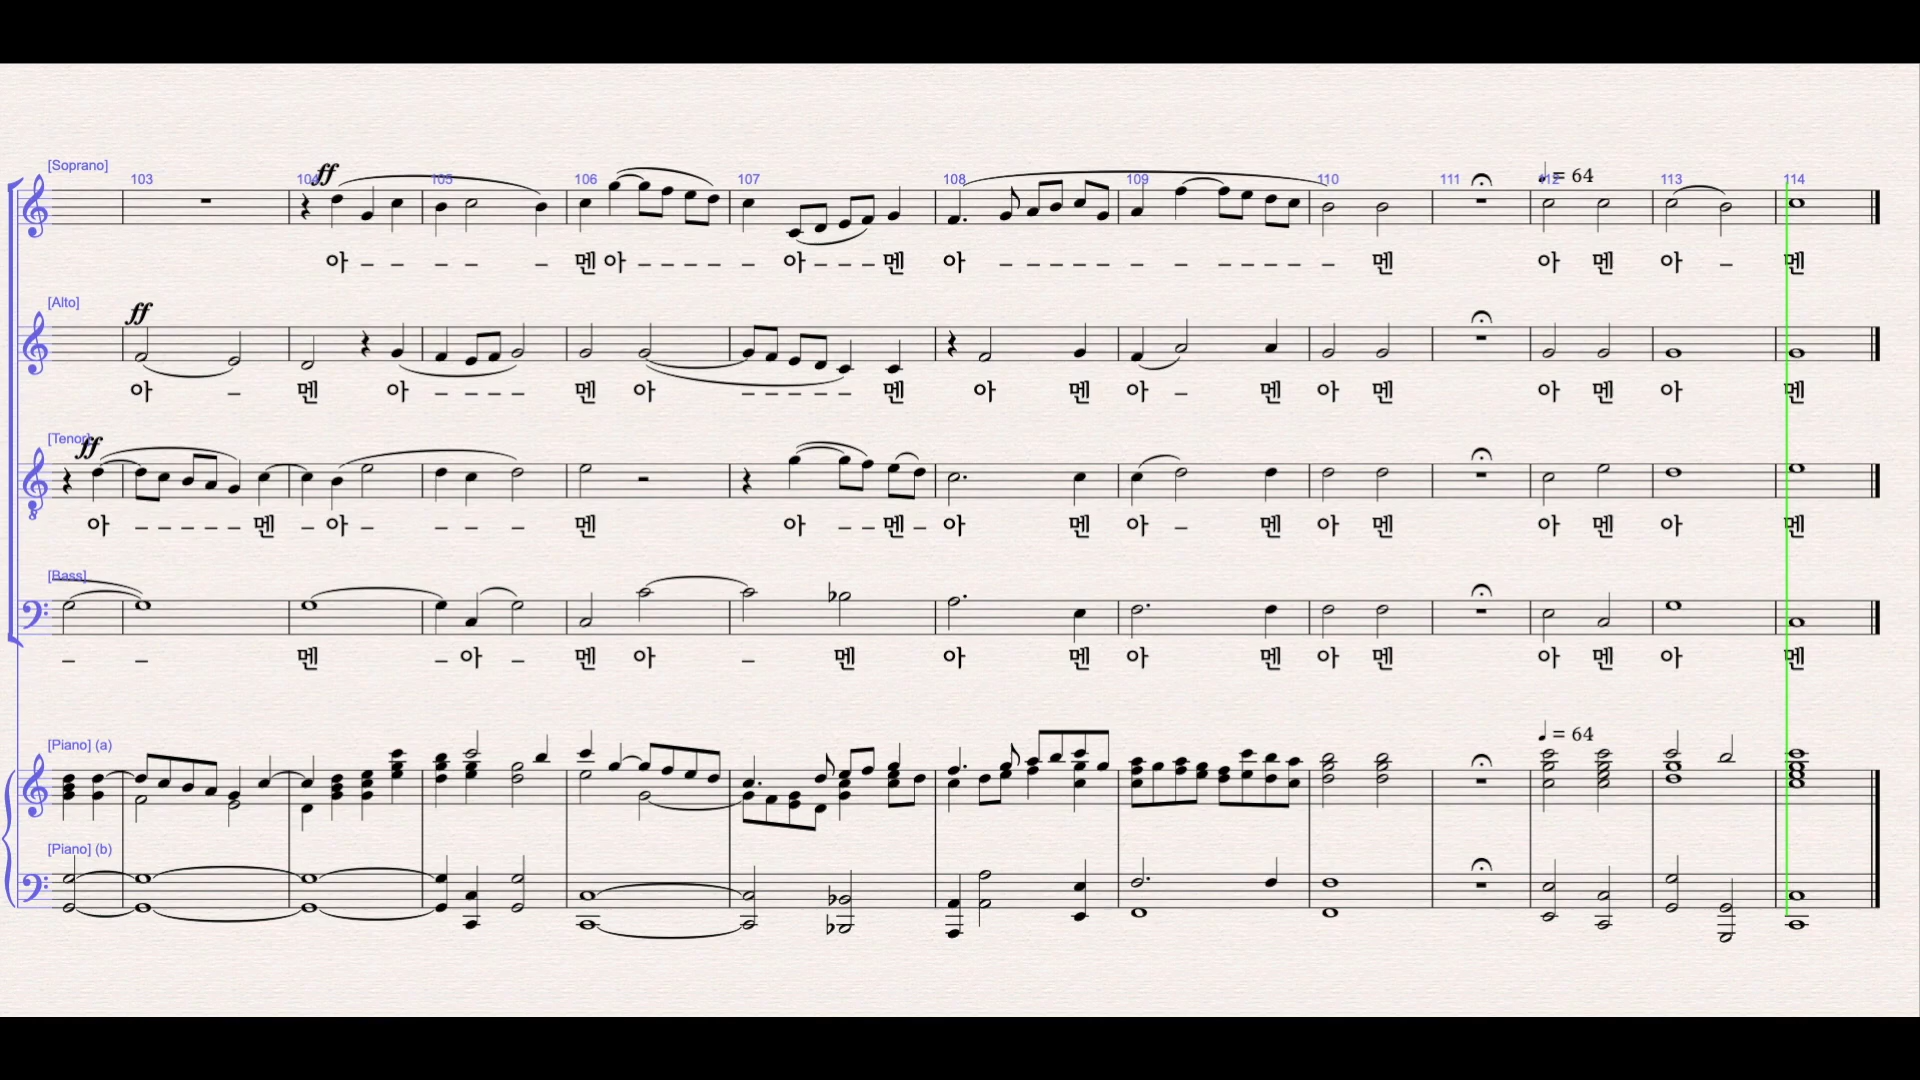 [Soprano]
103 104 105 106 107 108 109 110 111 112 113 114
ff
♩= 64
아 – – – – – 멘 아 – – – – – 아 – – – 멘 아 – – – – – – – – – – – 멘 아 멘 아 – 멘
[Alto]
ff
아 – 멘 아 – – – 멘 아 – – – – – 멘 아 멘 아 – 멘 아 멘 아 멘 아 멘
[Tenor]
ff
아 – – – – – 멘 – 아 – – – – 멘 아 – – 멘 – 아 멘 아 – 멘 아 멘 아 멘 아 멘
[Bass]
– – 멘 – 아 – 멘 아 – 멘 아 멘 아 멘 아 멘 아 멘 아 멘
[Piano] (a)
♩= 64
[Piano] (b)